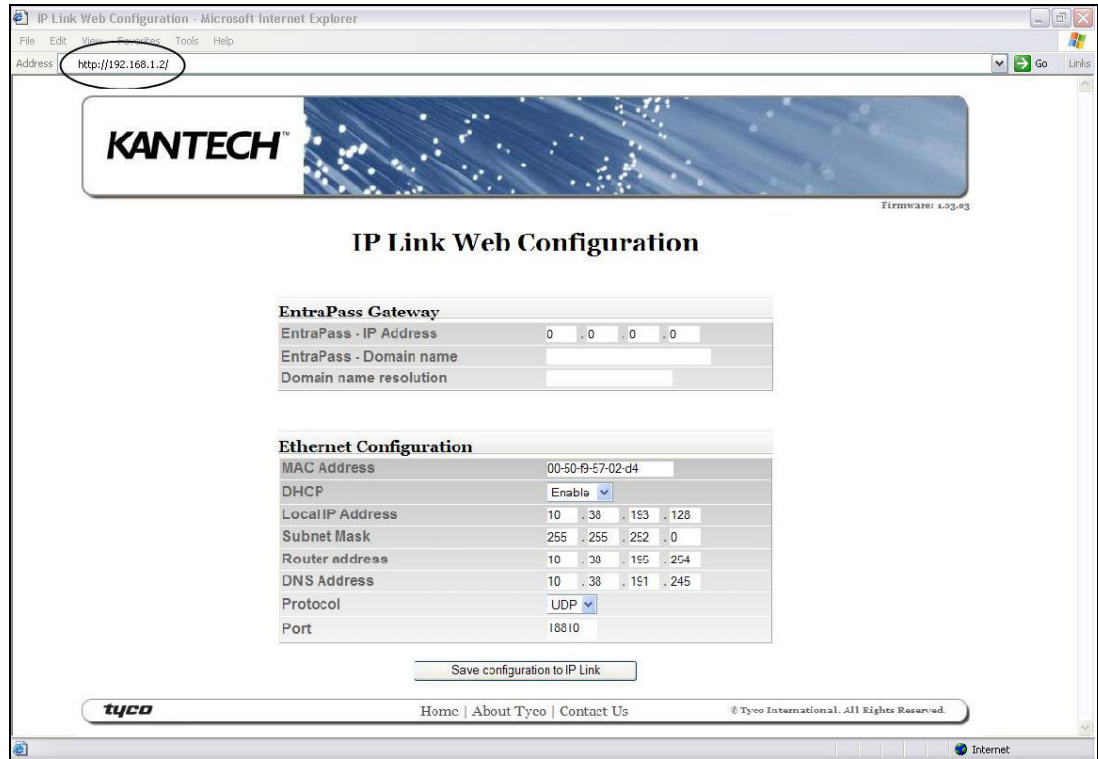 IP Link Web Configuration - Microsoft Internet Explorer
File Edit View Favorites Tools Help
Address http://192.168.1.2/ Go Links
KANTECH™
Firmware: 1.03.03
IP Link Web Configuration
EntraPass Gateway
EntraPass - IP Address 0 . 0 . 0 . 0
EntraPass - Domain name
Domain name resolution
Ethernet Configuration
MAC Address 00-50-f9-57-02-d4
DHCP Enable
Local IP Address 10 . 38 . 193 . 128
Subnet Mask 255 . 255 . 252 . 0
Router address 10 . 38 . 195 . 254
DNS Address 10 . 38 . 191 . 245
Protocol UDP
Port 18810
Save configuration to IP Link
tyco Home | About Tyco | Contact Us © Tyco International. All Rights Reserved.
Internet